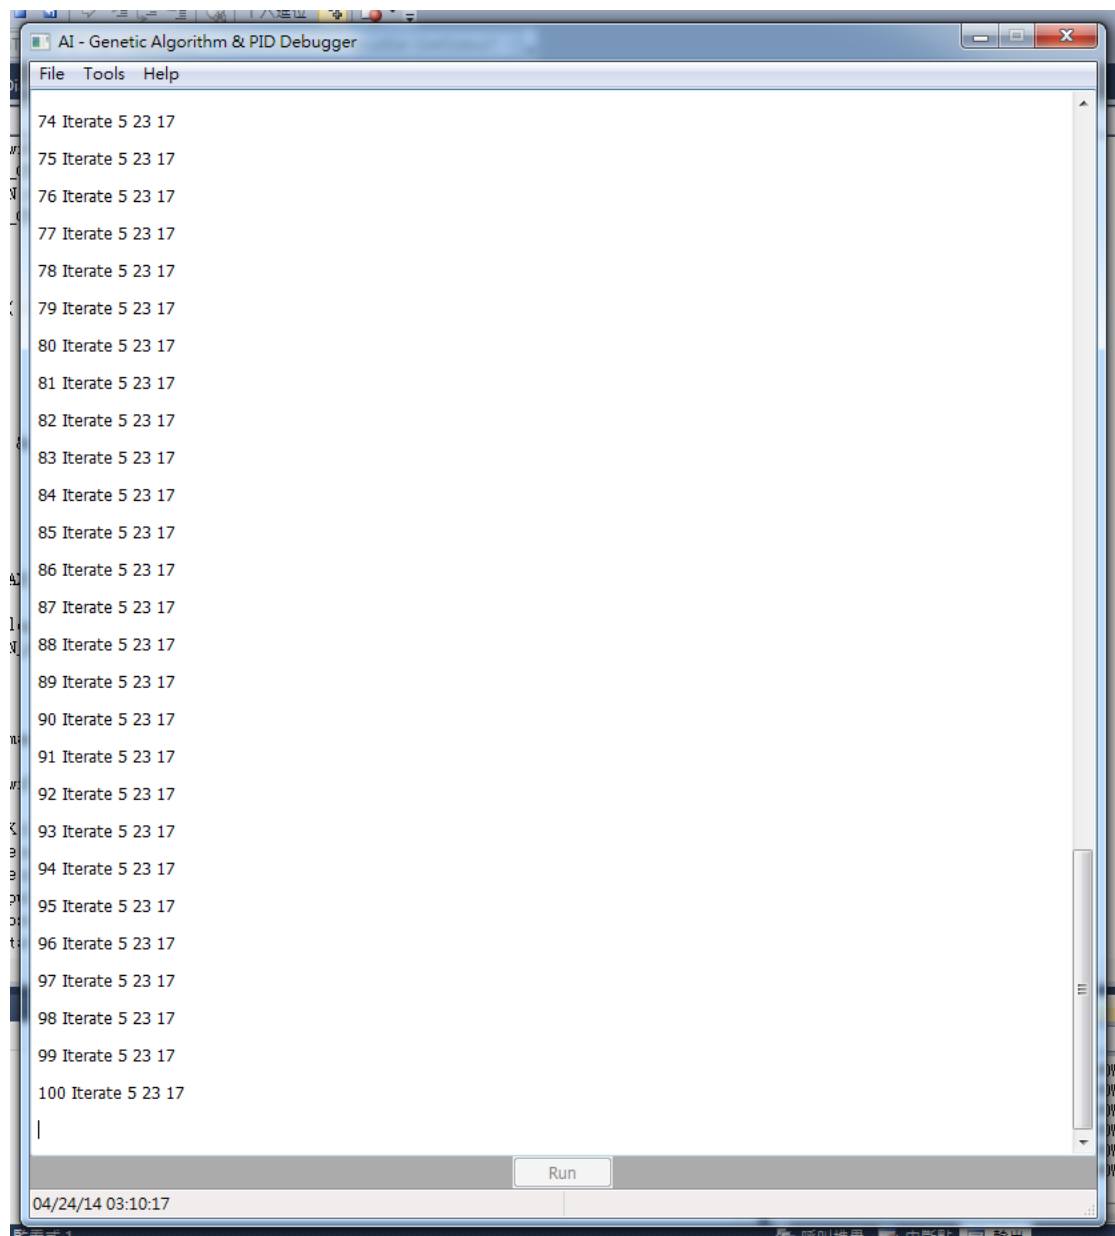 十六進位
AI - Genetic Algorithm & PID Debugger
File Tools Help
74 Iterate 5 23 17
75 Iterate 5 23 17
76 Iterate 5 23 17
77 Iterate 5 23 17
78 Iterate 5 23 17
79 Iterate 5 23 17
80 Iterate 5 23 17
81 Iterate 5 23 17
82 Iterate 5 23 17
83 Iterate 5 23 17
84 Iterate 5 23 17
85 Iterate 5 23 17
86 Iterate 5 23 17
87 Iterate 5 23 17
88 Iterate 5 23 17
89 Iterate 5 23 17
90 Iterate 5 23 17
91 Iterate 5 23 17
92 Iterate 5 23 17
93 Iterate 5 23 17
94 Iterate 5 23 17
95 Iterate 5 23 17
96 Iterate 5 23 17
97 Iterate 5 23 17
98 Iterate 5 23 17
99 Iterate 5 23 17
100 Iterate 5 23 17
Run
04/24/14 03:10:17